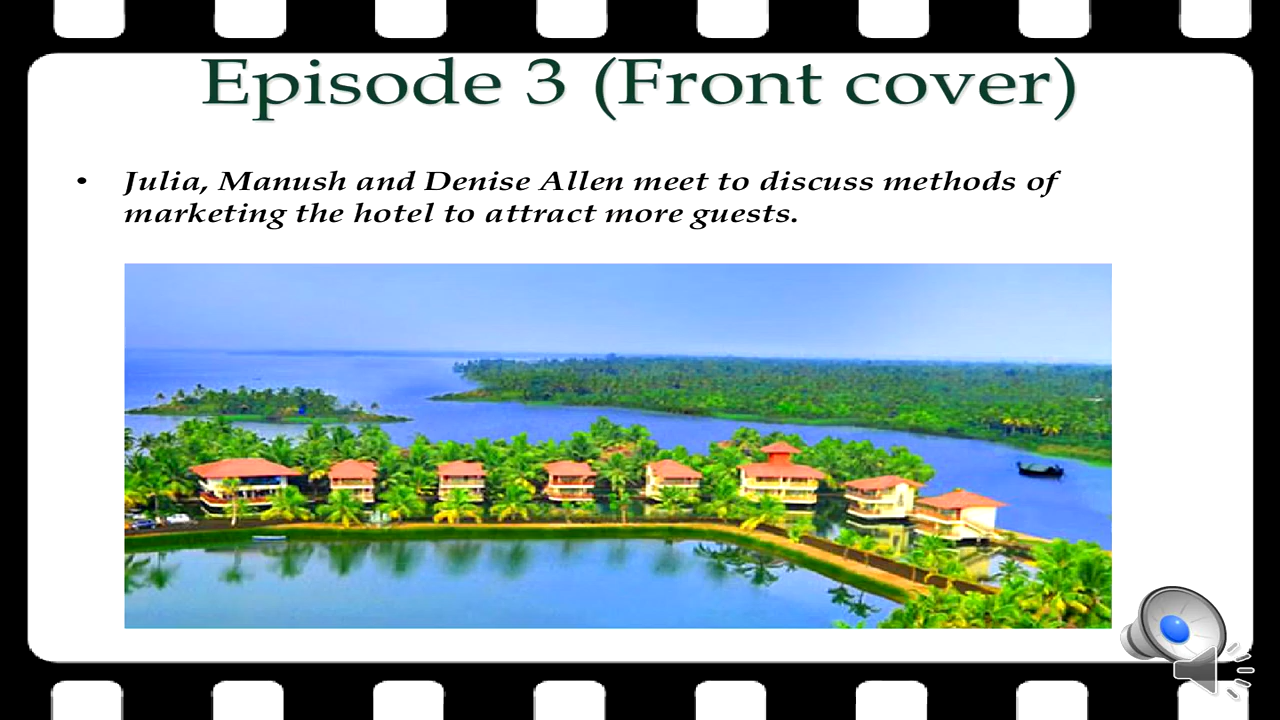 Episode 3 (Front cover)
• Julia, Manush and Denise Allen meet to discuss methods of
marketing the hotel to attract more guests.